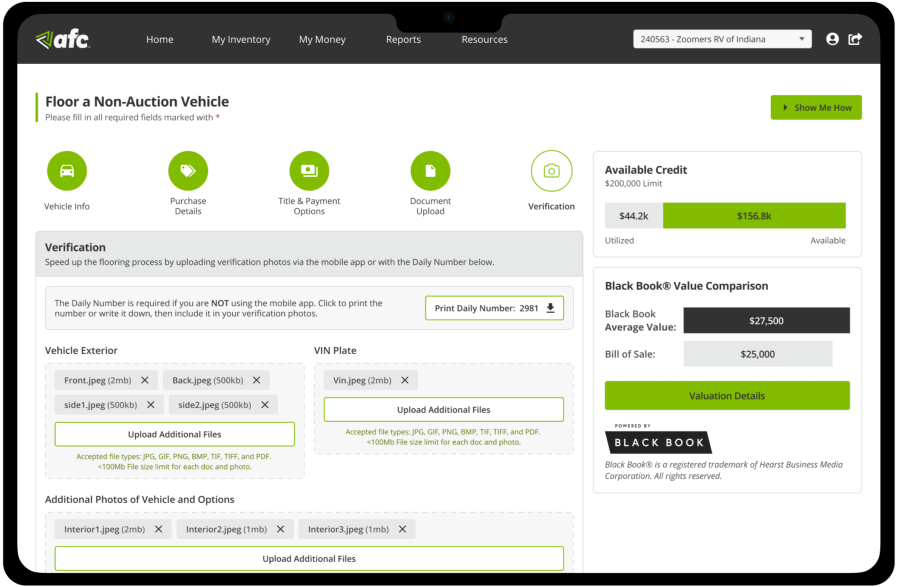 afc
Home My Inventory My Money Reports Resources 240563 - Zoomers RV of Indiana
Floor a Non-Auction Vehicle
Please fill in all required fields marked with *
Show Me How
Vehicle Info
Purchase
Details
Title & Payment
Options
Document
Upload
Verification
Verification
Speed up the flooring process by uploading verification photos via the mobile app or with the Daily Number below.
The Daily Number is required if you are NOT using the mobile app. Click to print the
number or write it down, then include it in your verification photos.
Print Daily Number: 2981
Vehicle Exterior
Front.jpeg (2mb) Back.jpeg (500kb)
side1.jpeg (500kb) side2.jpeg (500kb)
Upload Additional Files
Accepted file types: JPG, GIF, PNG, BMP, TIF, TIFF, and PDF.
<100Mb File size limit for each doc and photo.
VIN Plate
Vin.jpeg (2mb)
Upload Additional Files
Accepted file types: JPG, GIF, PNG, BMP, TIF, TIFF, and PDF.
<100Mb File size limit for each doc and photo.
Additional Photos of Vehicle and Options
Interior1.jpeg (2mb) Interior2.jpeg (1mb) Interior3.jpeg (1mb)
Upload Additional Files
Available Credit
$200,000 Limit
$44.2k $156.8k
Utilized Available
Black Book® Value Comparison
Black Book
Average Value:
$27,500
Bill of Sale: $25,000
Valuation Details
POWERED BY
BLACK BOOK
Black Book® is a registered trademark of Hearst Business Media
Corporation. All rights reserved.